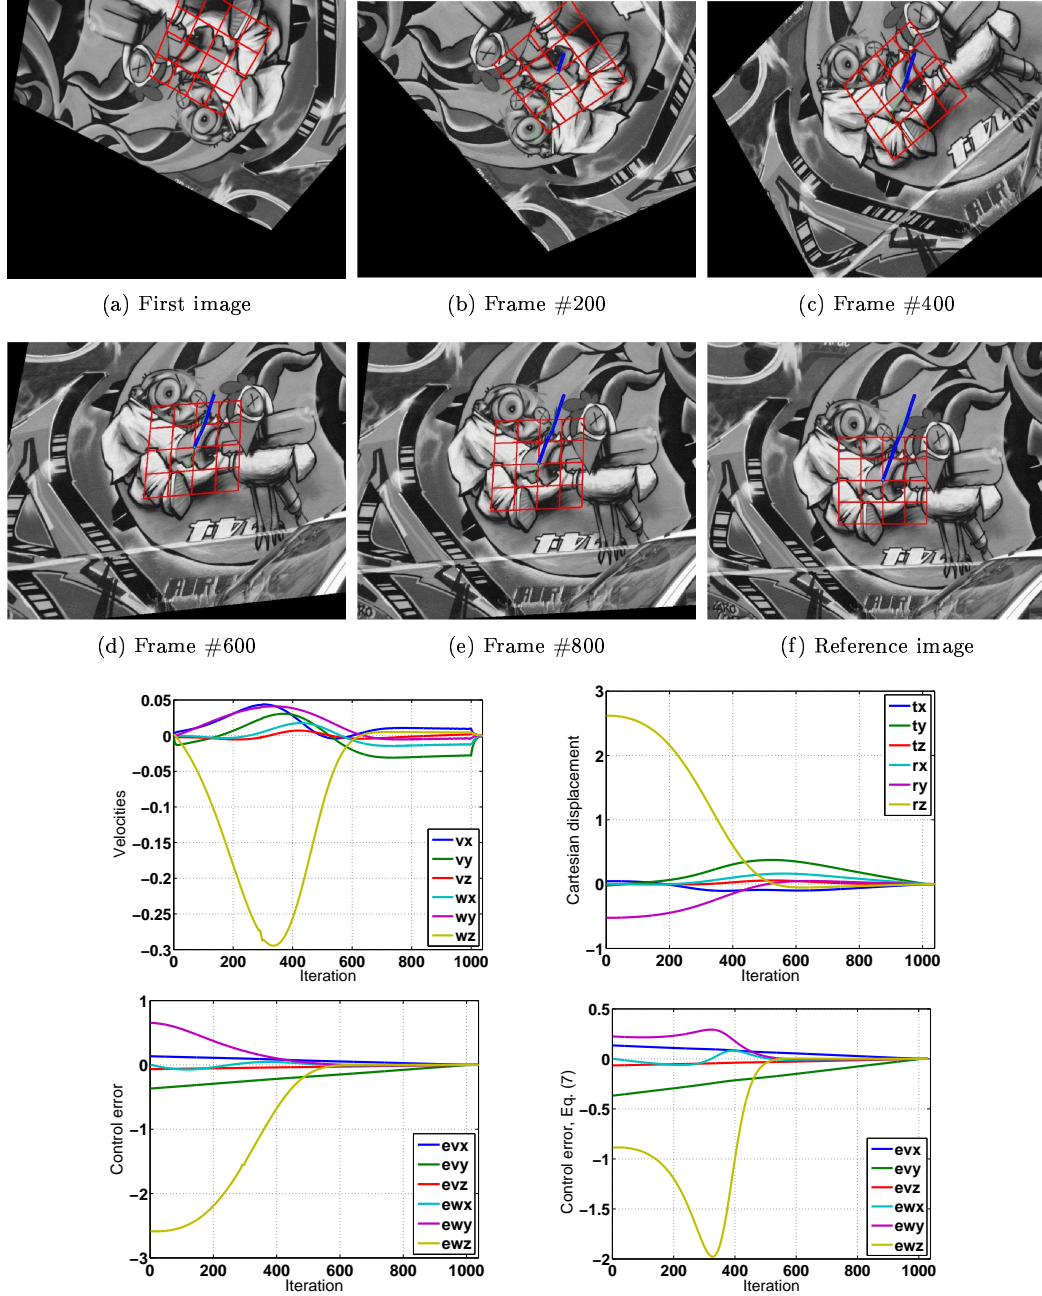 (a) First image
(b) Frame #200
(c) Frame #400
(d) Frame #600
(e) Frame #800
(f) Reference image
0.05
0
−0.05
−0.1
−0.15
−0.2
−0.25
−0.3
Velocities
vx
vy
vz
wx
wy
wz
0 200 400 600 800 1000
Iteration
3
2
1
0
−1
Cartesian displacement
tx
ty
tz
rx
ry
rz
0 200 400 600 800 1000
Iteration
1
0
−1
−2
−3
Control error
evx
evy
evz
ewx
ewy
ewz
0 200 400 600 800 1000
Iteration
0.5
0
−0.5
−1
−1.5
−2
Control error, Eq. (7)
evx
evy
evz
ewx
ewy
ewz
0 200 400 600 800 1000
Iteration